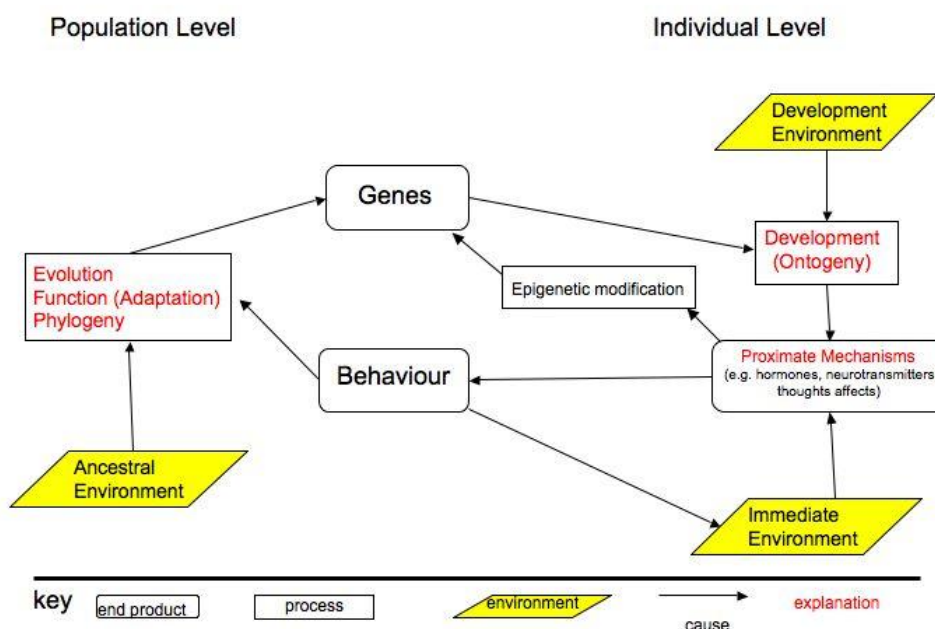 Population Level
Individual Level
Development
Environment
Genes
Development
(Ontogeny)
Evolution
Function (Adaptation)
Phylogeny
Epigenetic modification
Proximate Mechanisms
(e.g. hormones, neurotransmitters
thoughts affects)
Behaviour
Ancestral
Environment
Immediate
Environment
key
end product
process
environment
cause
explanation